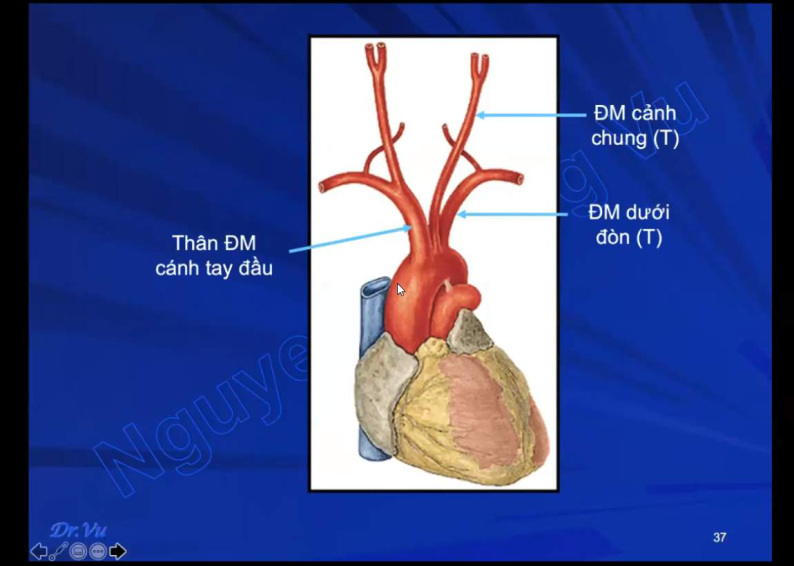 ĐM cảnh
chung (T)
ĐM dưới
đòn (T)
Thân ĐM
cánh tay đầu
Dr.Vu
37